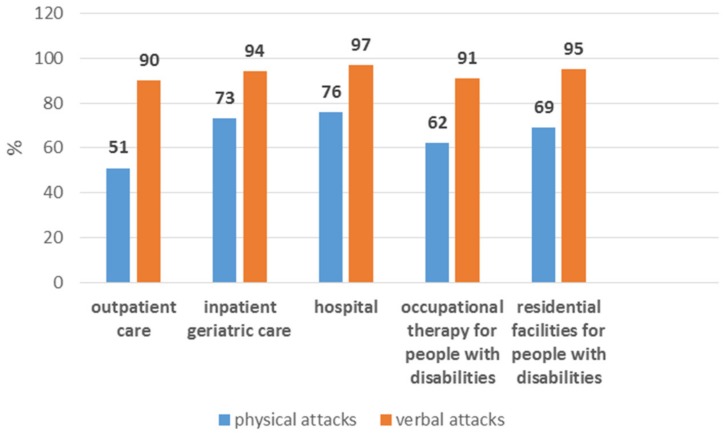 120
100
80
60
40
20
0
%
51
90
73
94
76
97
62
91
69
95
outpatient
care
inpatient
geriatric care
hospital
occupational
therapy for
people with
disabilities
residential
facilities for
people with
disabilities
physical attacks
verbal attacks